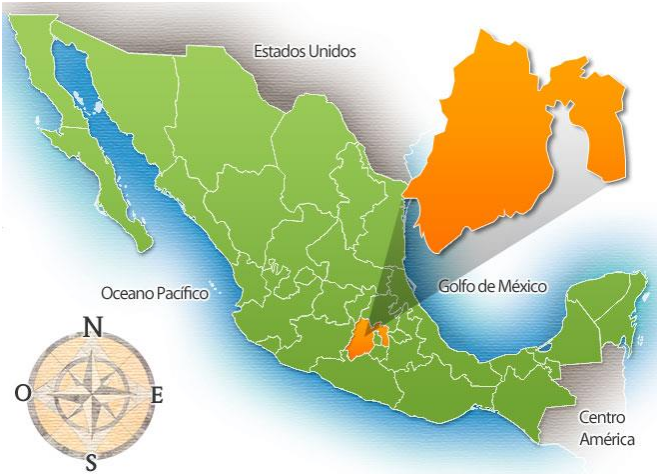 Estados Unidos
Golfo de México
Oceano Pacífico
N
O
E
S
Centro
América